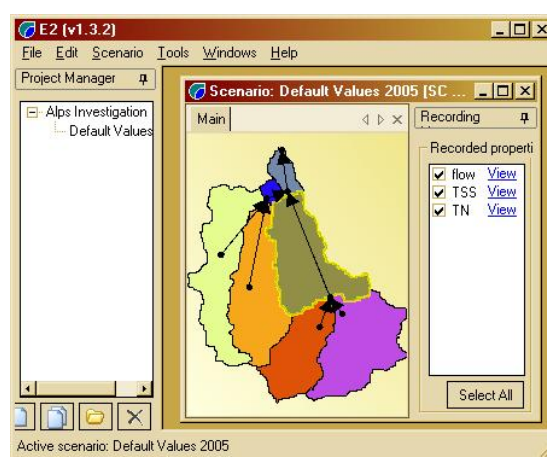 E2 (v1.3.2)
File Edit Scenario Tools Windows Help
Project Manager
Alps Investigation
Default Values
Scenario: Default Values 2005 [SC ...
Main
Recording
Recorded properti
flow View
TSS View
TN View
Select All
Active scenario: Default Values 2005